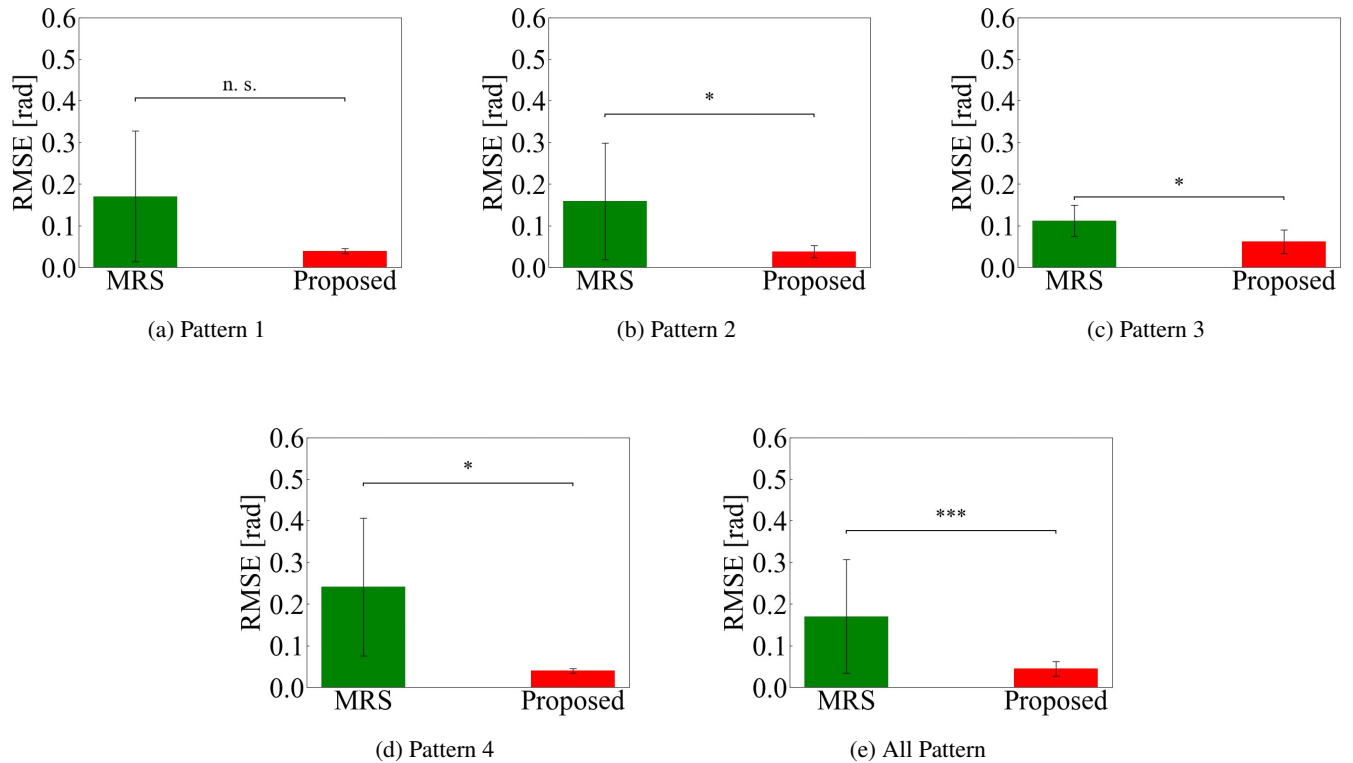 0.6
0.5
0.4
0.3
0.2
0.1
0.0
RMSE [rad]
n. s.
MRS
Proposed
(a) Pattern 1
0.6
0.5
0.4
0.3
0.2
0.1
0.0
RMSE [rad]
*
MRS
Proposed
(b) Pattern 2
0.6
0.5
0.4
0.3
0.2
0.1
0.0
RMSE [rad]
*
MRS
Proposed
(c) Pattern 3
0.6
0.5
0.4
0.3
0.2
0.1
0.0
RMSE [rad]
*
MRS
Proposed
(d) Pattern 4
0.6
0.5
0.4
0.3
0.2
0.1
0.0
RMSE [rad]
***
MRS
Proposed
(e) All Pattern